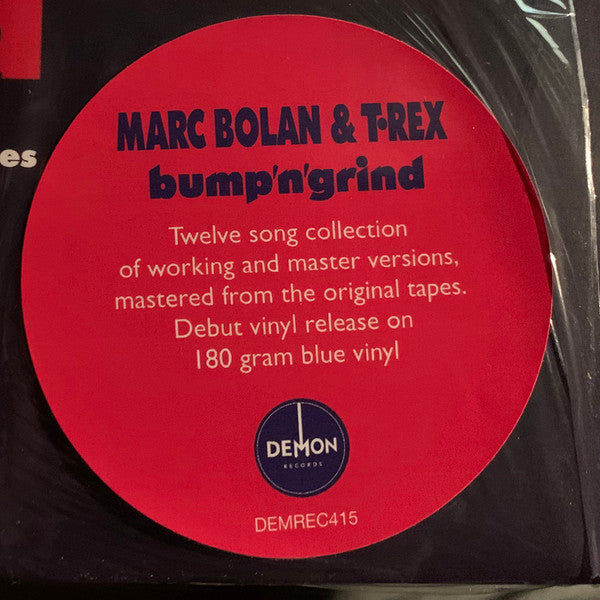 es
MARC BOLAN & T·REX
bump'n'grind
Twelve song collection
of working and master versions,
mastered from the original tapes.
Debut vinyl release on
180 gram blue vinyl
DEMON
RECORDS
DEMREC415